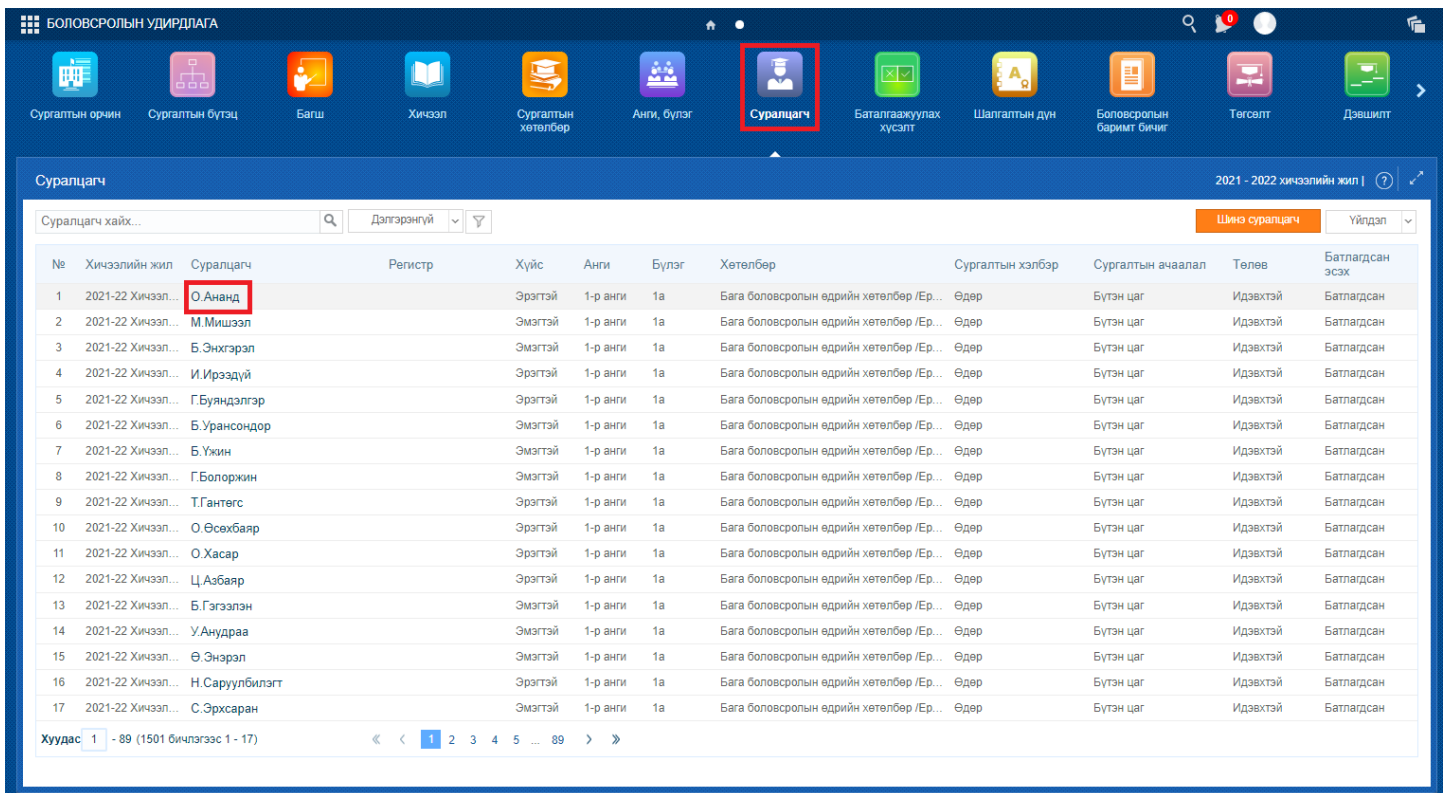 БОЛОВСРОЛЫН УДИРДЛАГА
0
Сургалтын орчин
Сургалтын бүтэц
Багш
Хичээл
Сургалтын
хөтөлбөр
Анги, бүлэг
Суралцагч
Баталгаажуулах
хүсэлт
Шалгалтын дүн
Боловсролын
баримт бичиг
Төгсөлт
Дэвшилт
Суралцагч
2021 - 2022 хичээлийн жил | ?
Суралцагч хайх...
Дэлгэрэнгүй
Шинэ суралцагч
Үйлдэл
№ Хичээлийн жил Суралцагч Регистр Хүйс Анги Бүлэг Хөтөлбөр Сургалтын хэлбэр Сургалтын ачаалал Төлөв Батлагдсан
эсэх
1 2021-22 Хичээл... О.Ананд Эрэгтэй 1-р анги 1а Бага боловсролын өдрийн хөтөлбөр /Ер... Өдөр Бүтэн цаг Идэвхтэй Батлагдсан
2 2021-22 Хичээл... М.Мишээл Эмэгтэй 1-р анги 1а Бага боловсролын өдрийн хөтөлбөр /Ер... Өдөр Бүтэн цаг Идэвхтэй Батлагдсан
3 2021-22 Хичээл... Б.Энхгэрэл Эмэгтэй 1-р анги 1а Бага боловсролын өдрийн хөтөлбөр /Ер... Өдөр Бүтэн цаг Идэвхтэй Батлагдсан
4 2021-22 Хичээл... И.Ирээдүй Эрэгтэй 1-р анги 1а Бага боловсролын өдрийн хөтөлбөр /Ер... Өдөр Бүтэн цаг Идэвхтэй Батлагдсан
5 2021-22 Хичээл... Г.Буяндэлгэр Эрэгтэй 1-р анги 1а Бага боловсролын өдрийн хөтөлбөр /Ер... Өдөр Бүтэн цаг Идэвхтэй Батлагдсан
6 2021-22 Хичээл... Б.Урансондор Эмэгтэй 1-р анги 1а Бага боловсролын өдрийн хөтөлбөр /Ер... Өдөр Бүтэн цаг Идэвхтэй Батлагдсан
7 2021-22 Хичээл... Б.Үжин Эмэгтэй 1-р анги 1а Бага боловсролын өдрийн хөтөлбөр /Ер... Өдөр Бүтэн цаг Идэвхтэй Батлагдсан
8 2021-22 Хичээл... Г.Болоржин Эмэгтэй 1-р анги 1а Бага боловсролын өдрийн хөтөлбөр /Ер... Өдөр Бүтэн цаг Идэвхтэй Батлагдсан
9 2021-22 Хичээл... Т.Гантөгс Эрэгтэй 1-р анги 1а Бага боловсролын өдрийн хөтөлбөр /Ер... Өдөр Бүтэн цаг Идэвхтэй Батлагдсан
10 2021-22 Хичээл... О.Өсөхбаяр Эрэгтэй 1-р анги 1а Бага боловсролын өдрийн хөтөлбөр /Ер... Өдөр Бүтэн цаг Идэвхтэй Батлагдсан
11 2021-22 Хичээл... О.Хасар Эрэгтэй 1-р анги 1а Бага боловсролын өдрийн хөтөлбөр /Ер... Өдөр Бүтэн цаг Идэвхтэй Батлагдсан
12 2021-22 Хичээл... Ц.Азбаяр Эрэгтэй 1-р анги 1а Бага боловсролын өдрийн хөтөлбөр /Ер... Өдөр Бүтэн цаг Идэвхтэй Батлагдсан
13 2021-22 Хичээл... Б.Гэгээлэн Эмэгтэй 1-р анги 1а Бага боловсролын өдрийн хөтөлбөр /Ер... Өдөр Бүтэн цаг Идэвхтэй Батлагдсан
14 2021-22 Хичээл... У.Анудраа Эмэгтэй 1-р анги 1а Бага боловсролын өдрийн хөтөлбөр /Ер... Өдөр Бүтэн цаг Идэвхтэй Батлагдсан
15 2021-22 Хичээл... Ө.Энэрэл Эмэгтэй 1-р анги 1а Бага боловсролын өдрийн хөтөлбөр /Ер... Өдөр Бүтэн цаг Идэвхтэй Батлагдсан
16 2021-22 Хичээл... Н.Саруулбилэгт Эрэгтэй 1-р анги 1а Бага боловсролын өдрийн хөтөлбөр /Ер... Өдөр Бүтэн цаг Идэвхтэй Батлагдсан
17 2021-22 Хичээл... С.Эрхсаран Эмэгтэй 1-р анги 1а Бага боловсролын өдрийн хөтөлбөр /Ер... Өдөр Бүтэн цаг Идэвхтэй Батлагдсан
Хуудас 1 - 89 (1501 бичлэгээс 1 - 17) « ‹ 1 2 3 4 5 ... 89 › »